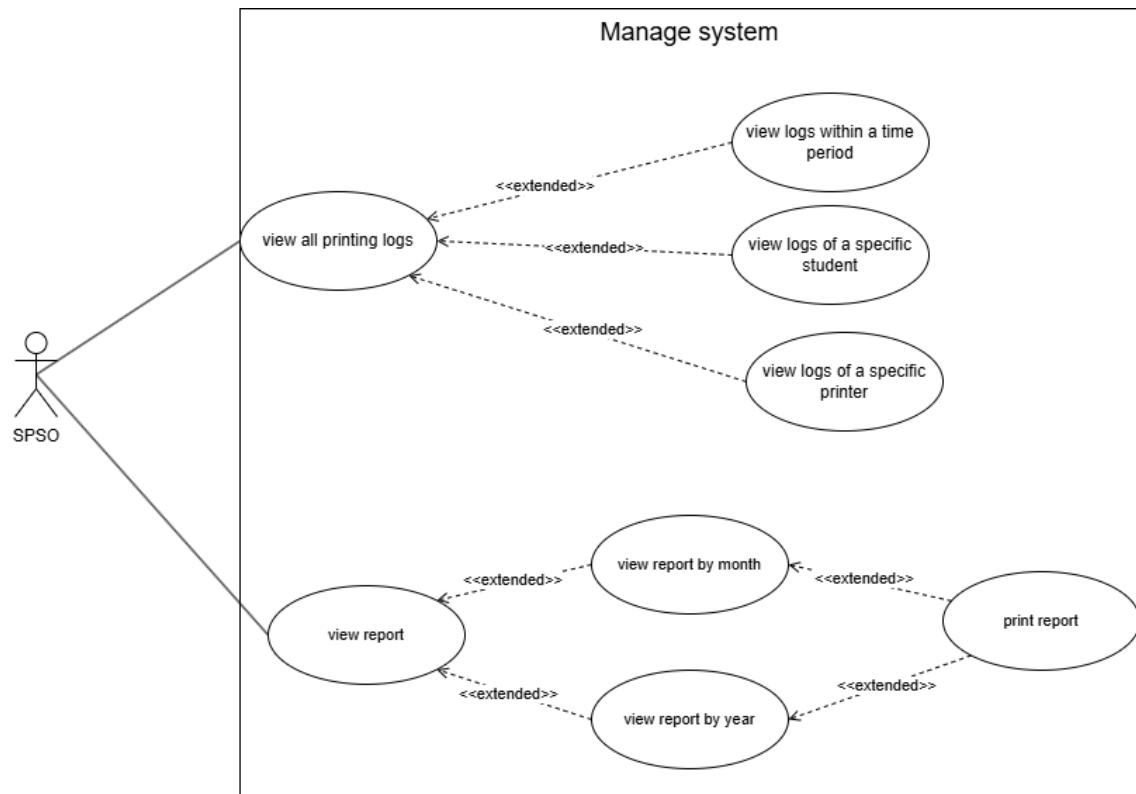 Manage system
view logs within a time
period
<<extended>>
view all printing logs
<<extended>>
view logs of a specific
student
<<extended>>
view logs of a specific
printer
SPSO
view report by month
<<extended>>
<<extended>>
view report
print report
<<extended>>
<<extended>>
view report by year